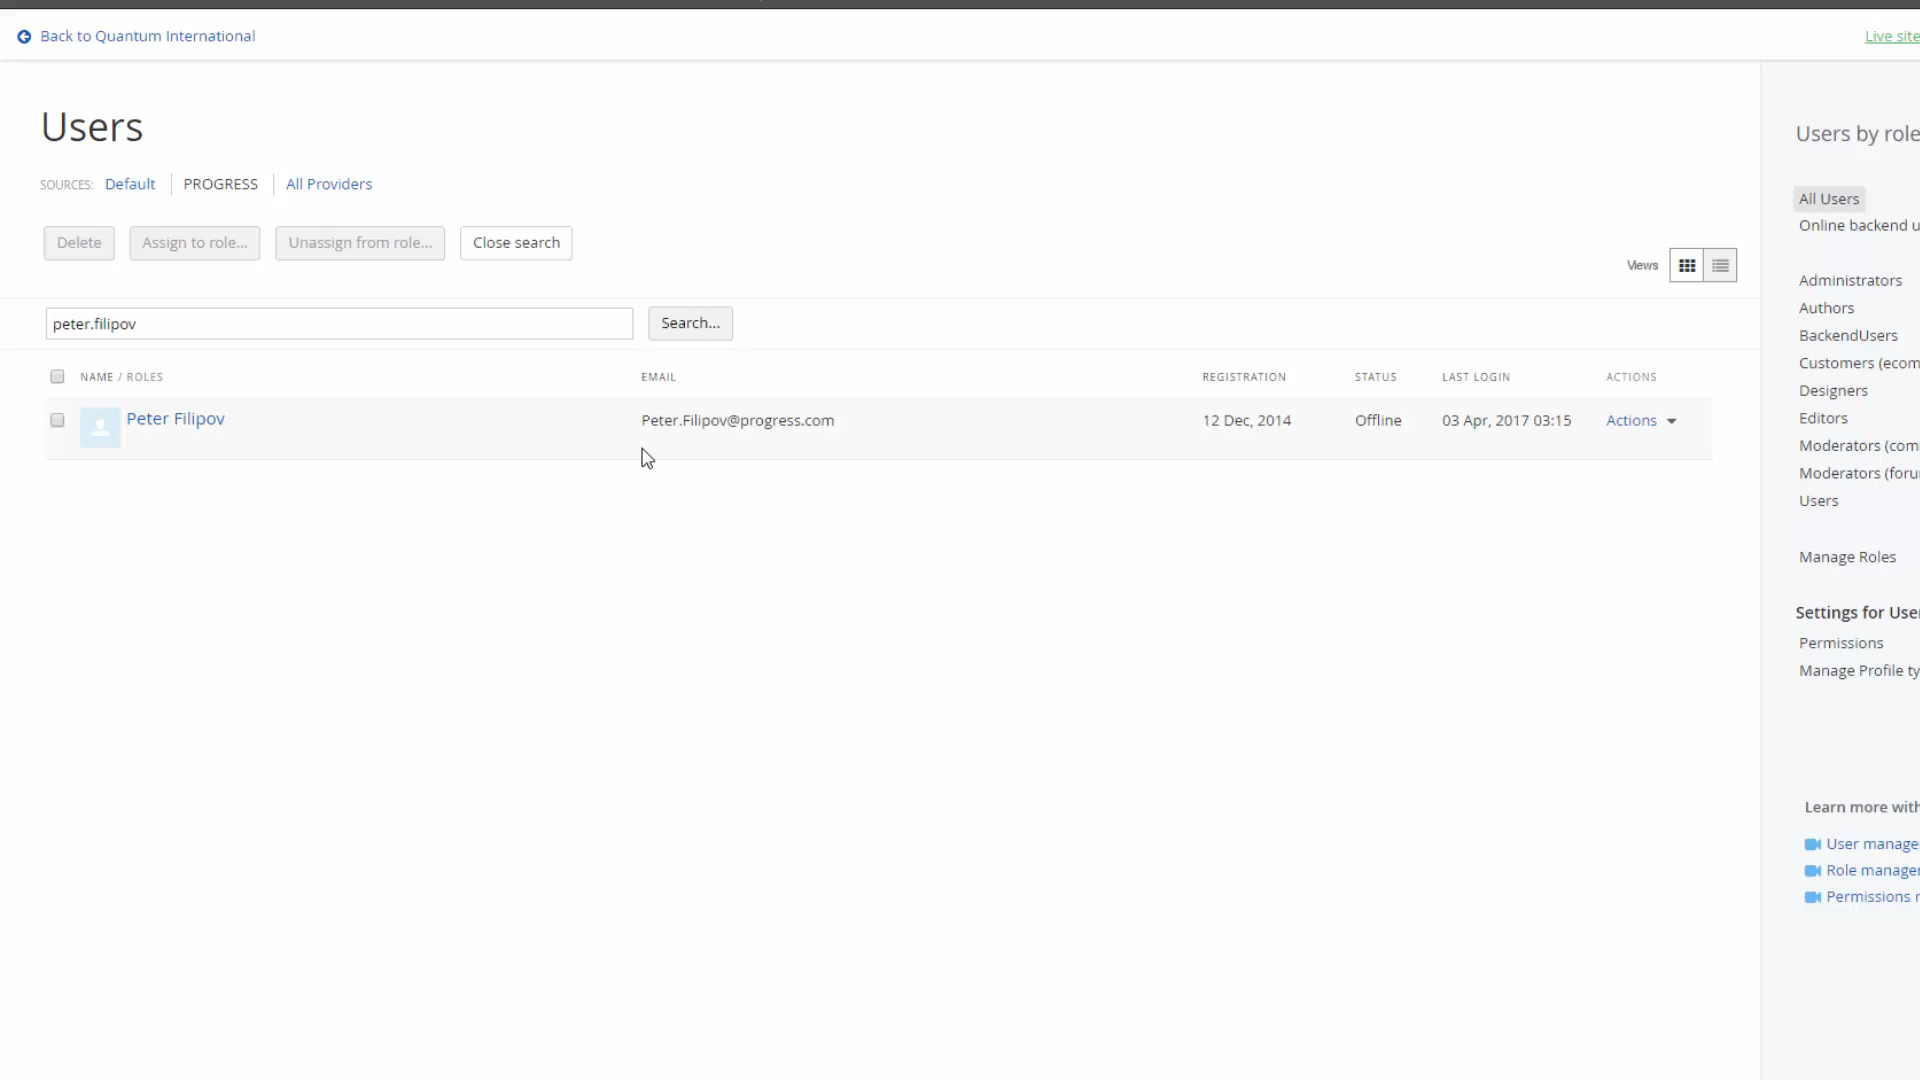 Back to Quantum International
Live site
Users
SOURCES: Default PROGRESS All Providers
Delete Assign to role... Unassign from role... Close search
Views
peter.filipov Search...
NAME / ROLES EMAIL REGISTRATION STATUS LAST LOGIN ACTIONS
Peter Filipov Peter.Filipov@progress.com 12 Dec, 2014 Offline 03 Apr, 2017 03:15 Actions
Users by role
All Users
Online backend u
Administrators
Authors
BackendUsers
Customers (ecom
Designers
Editors
Moderators (com
Moderators (foru
Users
Manage Roles
Settings for Use
Permissions
Manage Profile ty
Learn more with
User manage
Role manage
Permissions